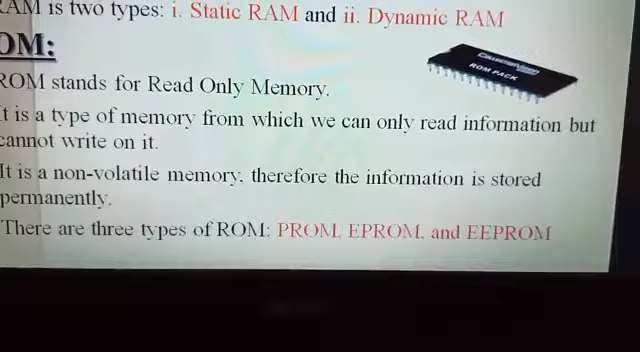 RAM is two types: i. Static RAM and ii. Dynamic RAM
OM:
ROM PACK
ROM stands for Read Only Memory.
It is a type of memory from which we can only read information but
cannot write on it.
It is a non-volatile memory, therefore the information is stored
permanently.
There are three types of ROM: PROM, EPROM, and EEPROM